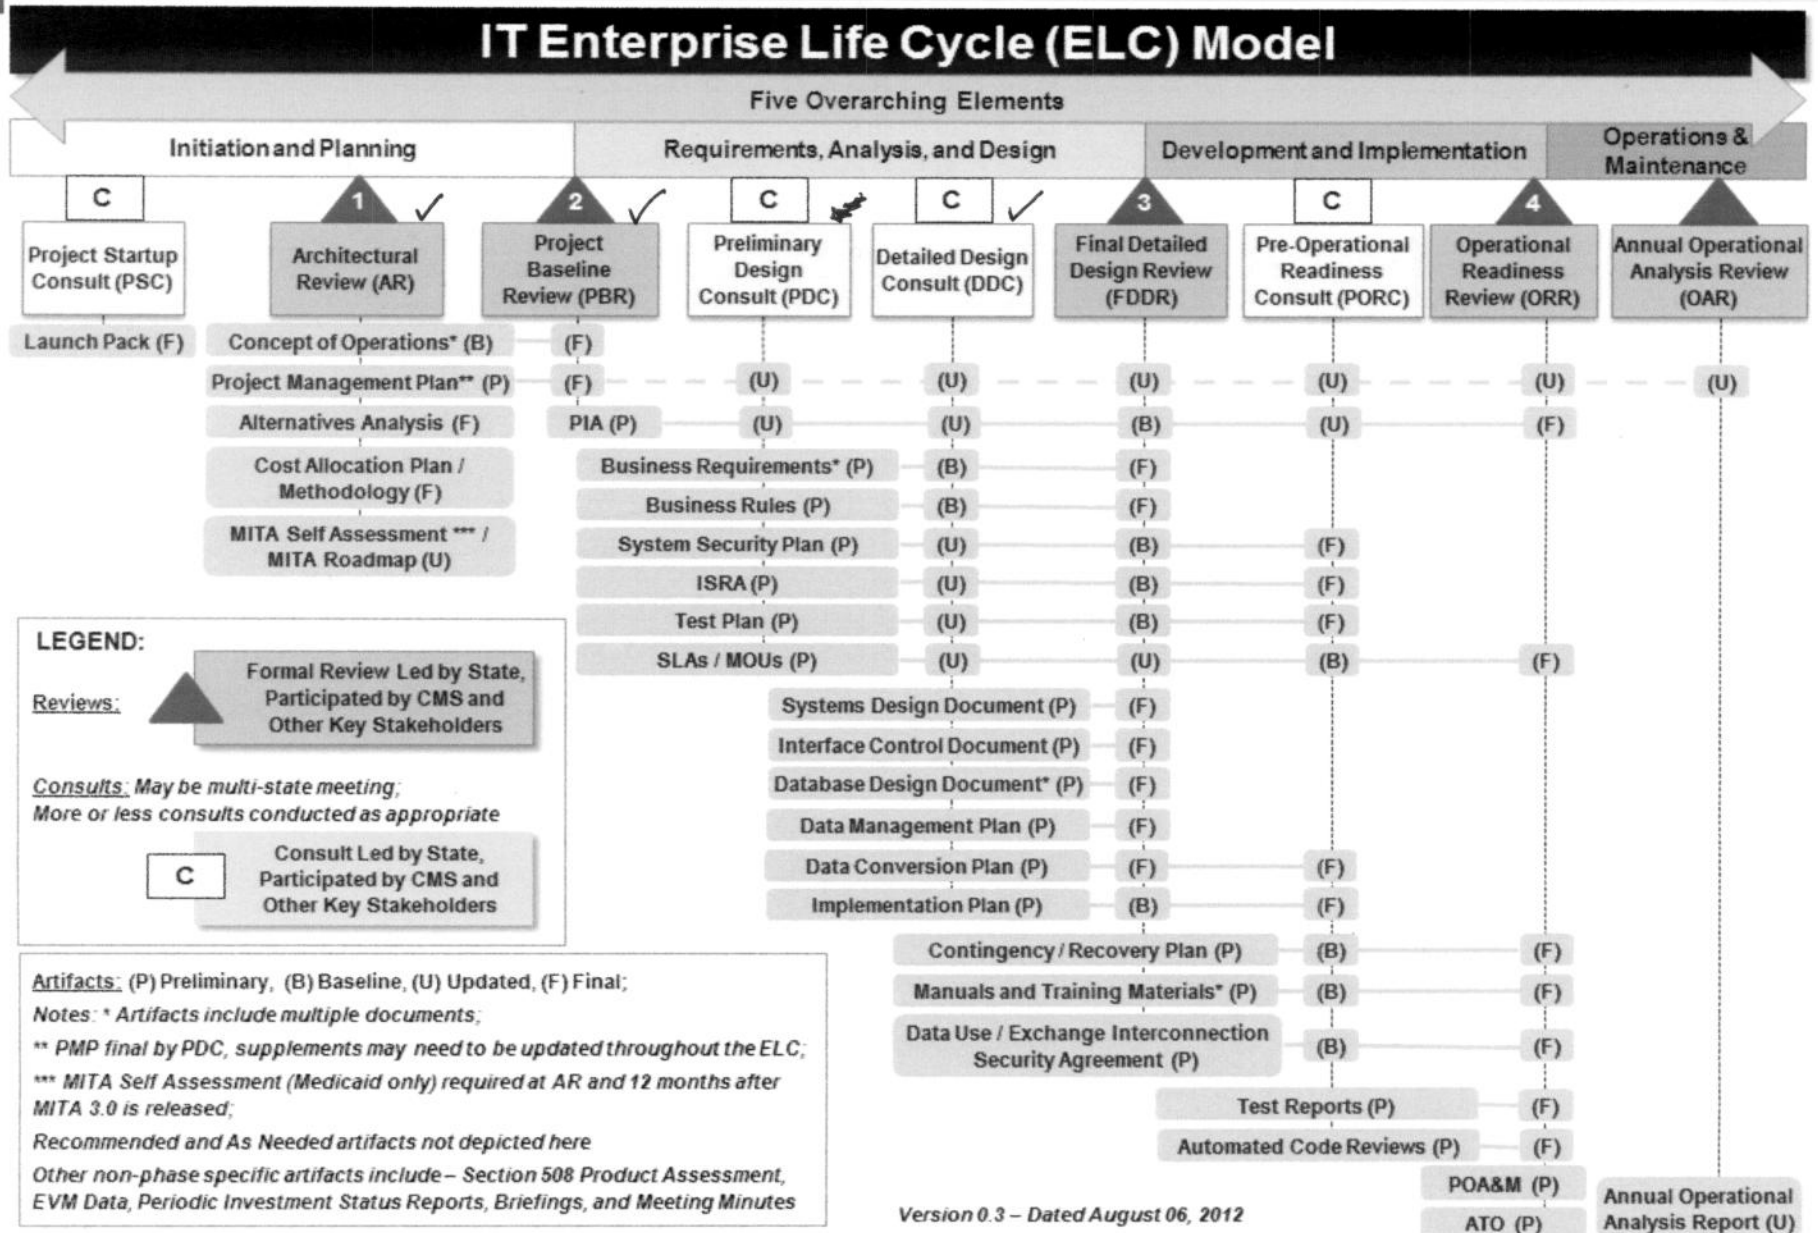 IT Enterprise Life Cycle (ELC) Model
Five Overarching Elements
Initiation and Planning
Requirements, Analysis, and Design
Development and Implementation
Operations &
Maintenance
C
1
2
C
C
3
C
4
Project Startup
Consult (PSC)
Architectural
Review (AR)
Project
Baseline
Review (PBR)
Preliminary
Design
Consult (PDC)
Detailed Design
Consult (DDC)
Final Detailed
Design Review
(FDDR)
Pre-Operational
Readiness
Consult (PORC)
Operational
Readiness
Review (ORR)
Annual Operational
Analysis Review
(OAR)
Launch Pack (F)
Concept of Operations* (B) (F)
Project Management Plan** (P) (F) (U) (U) (U) (U) (U) (U)
Alternatives Analysis (F)
PIA (P) (U) (U) (B) (U) (F)
Cost Allocation Plan /
Methodology (F)
MITA Self Assessment *** /
MITA Roadmap (U)
Business Requirements* (P) (B) (F)
Business Rules (P) (B) (F)
System Security Plan (P) (U) (B) (F)
ISRA (P) (U) (B) (F)
Test Plan (P) (U) (B) (F)
SLAs / MOUs (P) (U) (U) (B) (F)
Systems Design Document (P) (F)
Interface Control Document (P) (F)
Database Design Document* (P) (F)
Data Management Plan (P) (F)
Data Conversion Plan (P) (F) (F)
Implementation Plan (P) (B) (F)
Contingency / Recovery Plan (P) (B) (F)
Manuals and Training Materials* (P) (B) (F)
Data Use / Exchange Interconnection
Security Agreement (P) (B) (F)
Test Reports (P) (F)
Automated Code Reviews (P) (F)
POA&M (P)
ATO (P)
Annual Operational
Analysis Report (U)
LEGEND:
Reviews:
Formal Review Led by State,
Participated by CMS and
Other Key Stakeholders
Consults: May be multi-state meeting;
More or less consults conducted as appropriate
C
Consult Led by State,
Participated by CMS and
Other Key Stakeholders
Artifacts: (P) Preliminary, (B) Baseline, (U) Updated, (F) Final;
Notes: * Artifacts include multiple documents;
** PMP final by PDC, supplements may need to be updated throughout the ELC;
*** MITA Self Assessment (Medicaid only) required at AR and 12 months after
MITA 3.0 is released;
Recommended and As Needed artifacts not depicted here
Other non-phase specific artifacts include – Section 508 Product Assessment,
EVM Data, Periodic Investment Status Reports, Briefings, and Meeting Minutes
Version 0.3 – Dated August 06, 2012